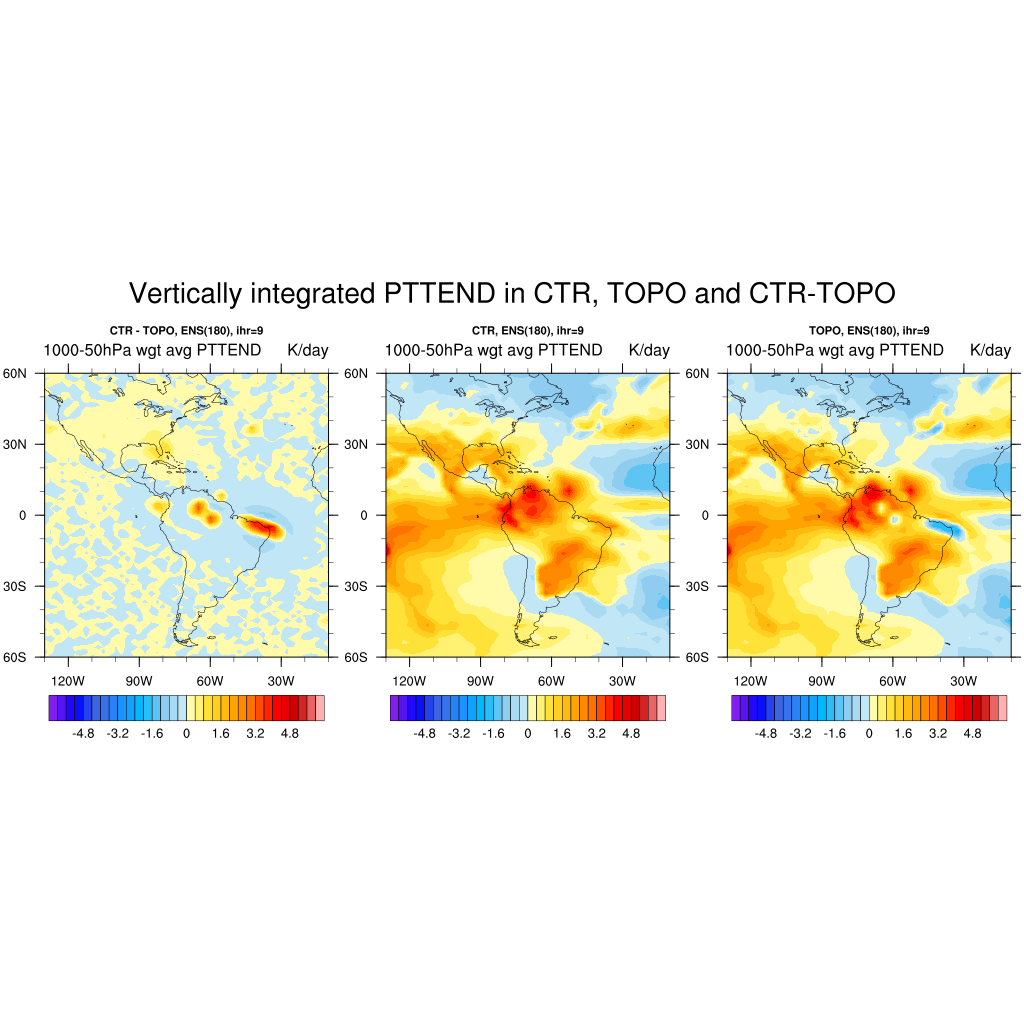 Vertically integrated PTTEND in CTR, TOPO and CTR-TOPO
CTR - TOPO, ENS(180), ihr=9
1000-50hPa wgt avg PTTEND K/day
60N
30N
0
30S
60S
120W 90W 60W 30W
-4.8 -3.2 -1.6 0 1.6 3.2 4.8
CTR, ENS(180), ihr=9
1000-50hPa wgt avg PTTEND K/day
60N
30N
0
30S
60S
120W 90W 60W 30W
-4.8 -3.2 -1.6 0 1.6 3.2 4.8
TOPO, ENS(180), ihr=9
1000-50hPa wgt avg PTTEND K/day
60N
30N
0
30S
60S
120W 90W 60W 30W
-4.8 -3.2 -1.6 0 1.6 3.2 4.8